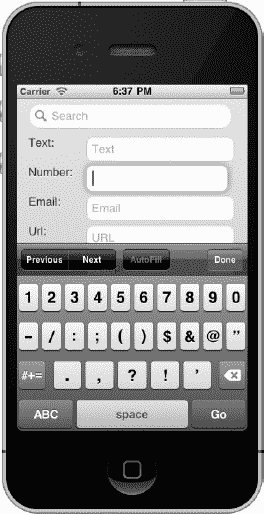 Carrier 6:37 PM
Search
Text: Text
Number:
Email: Email
Url: URL
Previous Next AutoFill Done
1 2 3 4 5 6 7 8 9 0
- / : ; ( ) $ & @ "
#+= . , ? ! '
ABC space Go